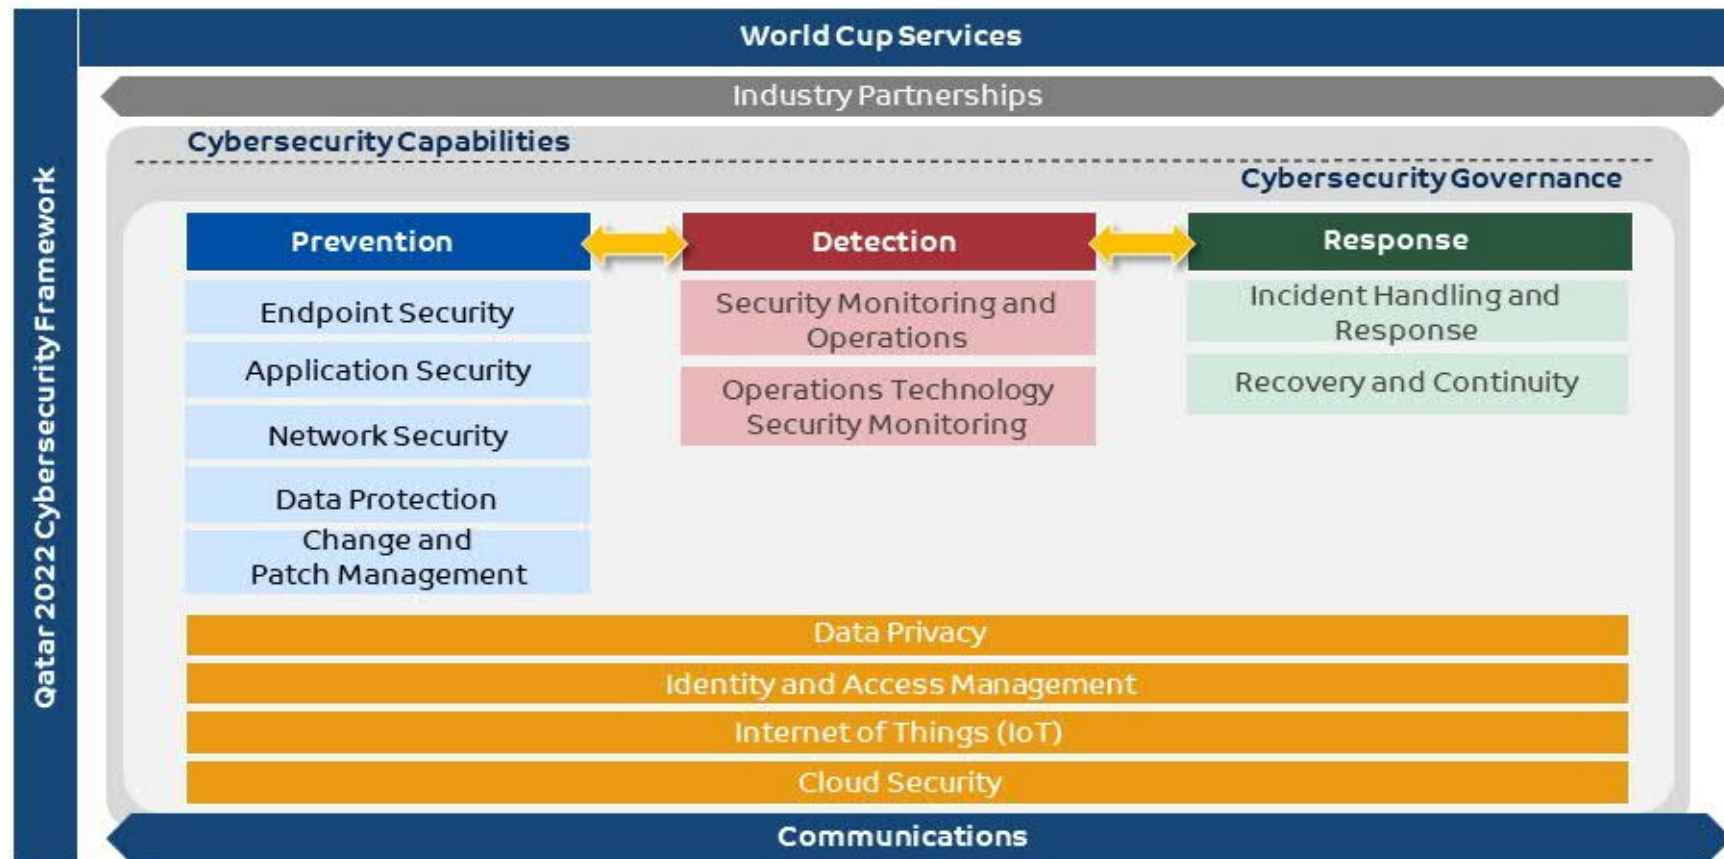 World Cup Services
Industry Partnerships
Qatar 2022 Cybersecurity Framework
Cybersecurity Capabilities
Cybersecurity Governance
Prevention
Endpoint Security
Application Security
Network Security
Data Protection
Change and
Patch Management
Detection
Security Monitoring and
Operations
Operations Technology
Security Monitoring
Response
Incident Handling and
Response
Recovery and Continuity
Data Privacy
Identity and Access Management
Internet of Things (IoT)
Cloud Security
Communications